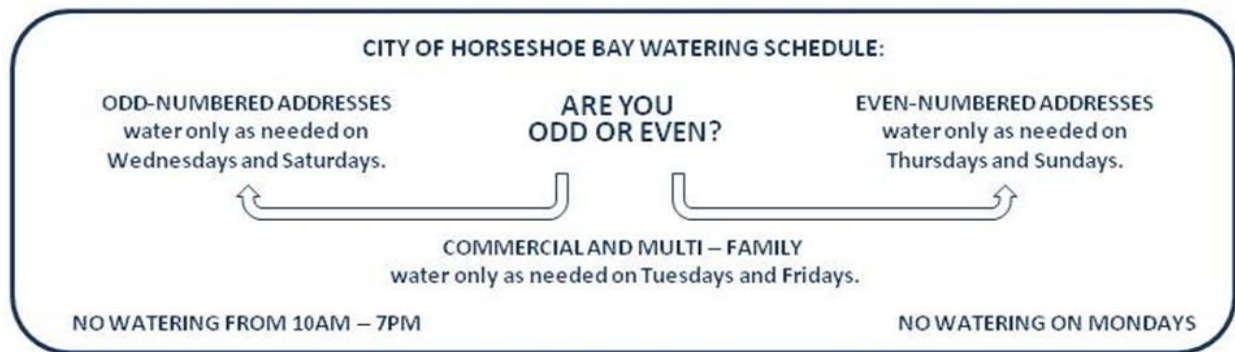 CITY OF HORSESHOE BAY WATERING SCHEDULE:
ODD-NUMBERED ADDRESSES
water only as needed on
Wednesdays and Saturdays.
ARE YOU
ODD OR EVEN?
EVEN-NUMBERED ADDRESSES
water only as needed on
Thursdays and Sundays.
COMMERCIAL AND MULTI – FAMILY
water only as needed on Tuesdays and Fridays.
NO WATERING FROM 10AM – 7PM
NO WATERING ON MONDAYS